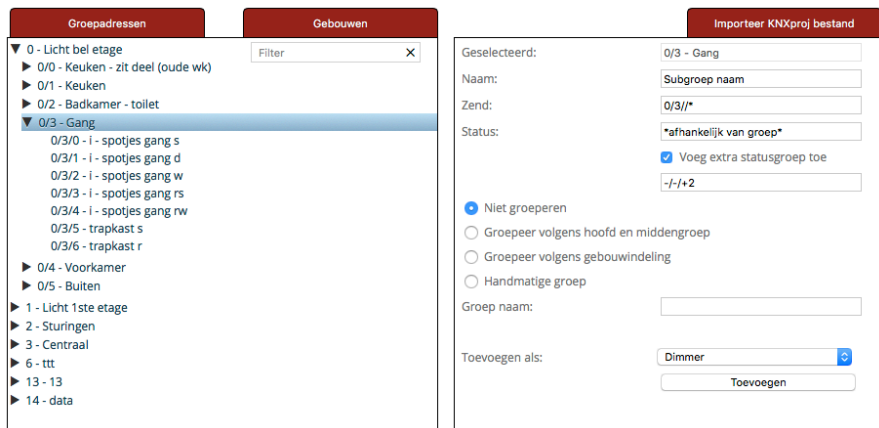 Groepadressen
Gebouwen
Importeer KNXproj bestand
0 - Licht bel etage
Filter
0/0 - Keuken - zit deel (oude wk)
0/1 - Keuken
0/2 - Badkamer - toilet
0/3 - Gang
0/3/0 - i - spotjes gang s
0/3/1 - i - spotjes gang d
0/3/2 - i - spotjes gang w
0/3/3 - i - spotjes gang rs
0/3/4 - i - spotjes gang rw
0/3/5 - trapkast s
0/3/6 - trapkast r
0/4 - Voorkamer
0/5 - Buiten
1 - Licht 1ste etage
2 - Sturingen
3 - Centraal
6 - ttt
13 - 13
14 - data
Geselecteerd: 0/3 - Gang
Naam: Subgroep naam
Zend: 0/3//*
Status: *afhankelijk van groep*
Voeg extra statusgroep toe
-/-/+2
Niet groeperen
Groepeer volgens hoofd en middengroep
Groepeer volgens gebouwindeling
Handmatige groep
Groep naam:
Toevoegen als: Dimmer
Toevoegen